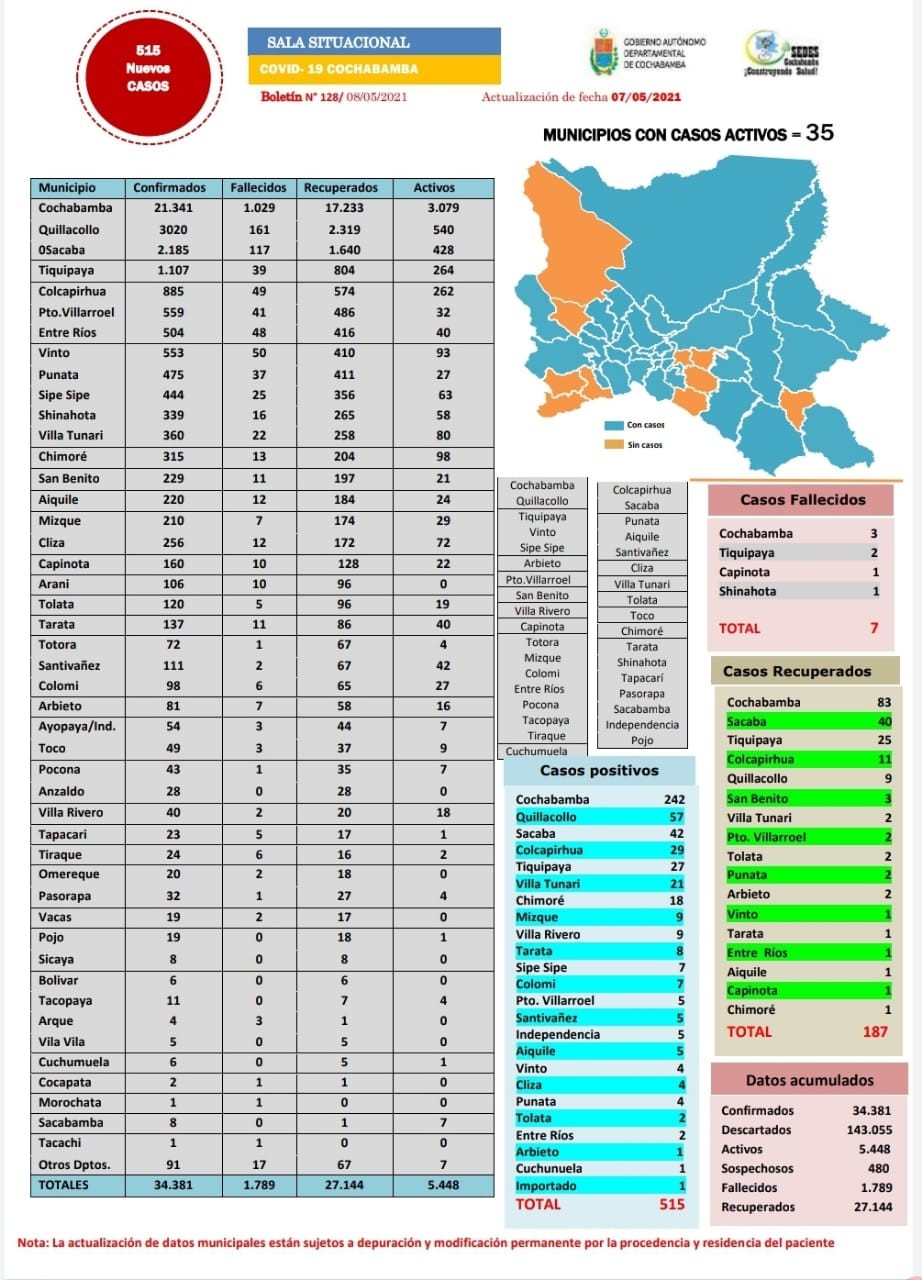 515
Nuevos
CASOS
SALA SITUACIONAL
COVID- 19 COCHABAMBA
Boletín N° 128/ 08/05/2021
Actualización de fecha 07/05/2021
GOBIERNO AUTÓNOMO
DEPARTAMENTAL
DE COCHABAMBA
SEDES
Cochabamba
¡Construyendo Salud!
MUNICIPIOS CON CASOS ACTIVOS = 35
Municipio Confirmados Fallecidos Recuperados Activos
Cochabamba 21.341 1.029 17.233 3.079
Quillacollo 3020 161 2.319 540
0Sacaba 2.185 117 1.640 428
Tiquipaya 1.107 39 804 264
Colcapirhua 885 49 574 262
Pto.Villarroel 559 41 486 32
Entre Ríos 504 48 416 40
Vinto 553 50 410 93
Punata 475 37 411 27
Sipe Sipe 444 25 356 63
Shinahota 339 16 265 58
Villa Tunari 360 22 258 80
Chimoré 315 13 204 98
San Benito 229 11 197 21
Aiquile 220 12 184 24
Mizque 210 7 174 29
Cliza 256 12 172 72
Capinota 160 10 128 22
Arani 106 10 96 0
Tolata 120 5 96 19
Tarata 137 11 86 40
Totora 72 1 67 4
Santivañez 111 2 67 42
Colomi 98 6 65 27
Arbieto 81 7 58 16
Ayopaya/Ind. 54 3 44 7
Toco 49 3 37 9
Pocona 43 1 35 7
Anzaldo 28 0 28 0
Villa Rivero 40 2 20 18
Tapacari 23 5 17 1
Tiraque 24 6 16 2
Omereque 20 2 18 0
Pasorapa 32 1 27 4
Vacas 19 2 17 0
Pojo 19 0 18 1
Sicaya 8 0 8 0
Bolivar 6 0 6 0
Tacopaya 11 0 7 4
Arque 4 3 1 0
Vila Vila 5 0 5 0
Cuchumuela 6 0 5 1
Cocapata 2 1 1 0
Morochata 1 1 0 0
Sacabamba 8 0 1 7
Tacachi 1 1 0 0
Otros Dptos. 91 17 67 7
TOTALES 34.381 1.789 27.144 5.448
Con casos
Sin casos
Cochabamba
Quillacollo
Tiquipaya
Vinto
Sipe Sipe
Arbieto
Pto.Villarroel
San Benito
Villa Rivero
Capinota
Totora
Mizque
Colomi
Entre Ríos
Pocona
Tacopaya
Tiraque
Cuchumuela
Colcapirhua
Sacaba
Punata
Aiquile
Santivañez
Cliza
Villa Tunari
Tolata
Toco
Chimoré
Tarata
Shinahota
Tapacarí
Pasorapa
Sacabamba
Independencia
Pojo
Casos positivos
Cochabamba 242
Quillacollo 57
Sacaba 42
Colcapirhua 29
Tiquipaya 27
Villa Tunari 21
Chimoré 18
Mizque 9
Villa Rivero 9
Tarata 8
Sipe Sipe 7
Colomi 7
Pto. Villarroel 5
Santivañez 5
Independencia 5
Aiquile 5
Vinto 4
Cliza 4
Punata 4
Tolata 2
Entre Ríos 2
Arbieto 1
Cuchunuela 1
Importado 1
TOTAL 515
Casos Fallecidos
Cochabamba 3
Tiquipaya 2
Capinota 1
Shinahota 1
TOTAL 7
Casos Recuperados
Cochabamba 83
Sacaba 40
Tiquipaya 25
Colcapirhua 11
Quillacollo 9
San Benito 3
Villa Tunari 2
Pto. Villarroel 2
Tolata 2
Punata 2
Arbieto 2
Vinto 1
Tarata 1
Entre Ríos 1
Aiquile 1
Capinota 1
Chimoré 1
TOTAL 187
Datos acumulados
Confirmados 34.381
Descartados 143.055
Activos 5.448
Sospechosos 480
Fallecidos 1.789
Recuperados 27.144
Nota: La actualización de datos municipales están sujetos a depuración y modificación permanente por la procedencia y residencia del paciente